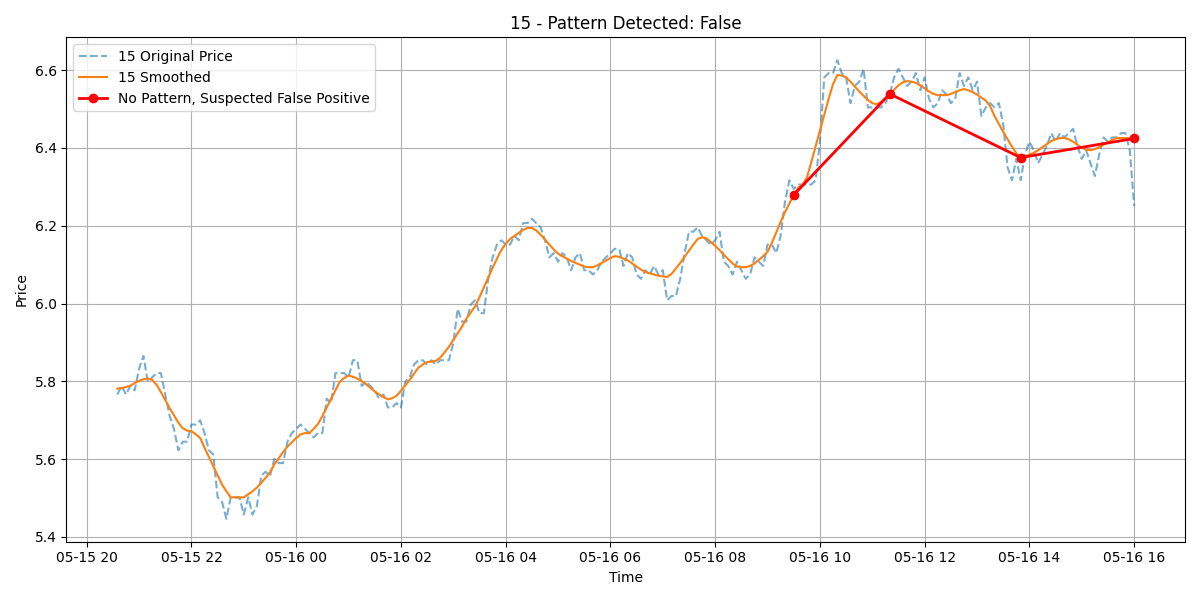 15 - Pattern Detected: False
15 Original Price
15 Smoothed
No Pattern, Suspected False Positive
Price
6.6
6.4
6.2
6.0
5.8
5.6
5.4
05-15 20 05-15 22 05-16 00 05-16 02 05-16 04 05-16 06 05-16 08 05-16 10 05-16 12 05-16 14 05-16 16
Time